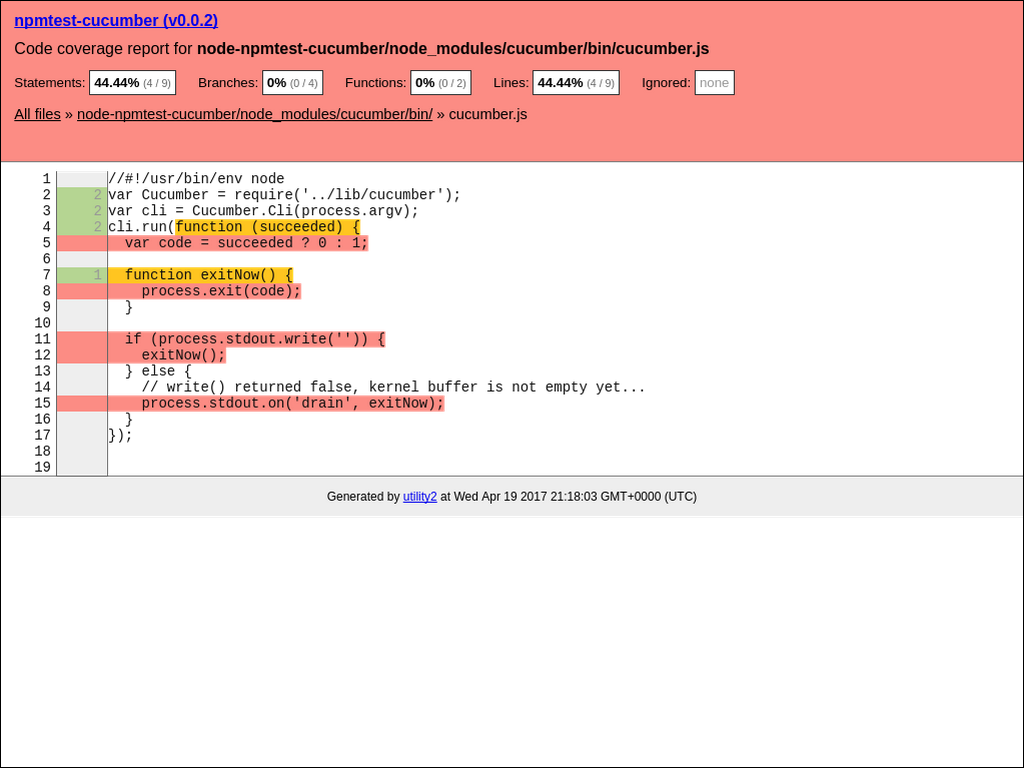 npmtest-cucumber (v0.0.2)
Code coverage report for node-npmtest-cucumber/node_modules/cucumber/bin/cucumber.js
Statements: 44.44% (4 / 9) Branches: 0% (0 / 4) Functions: 0% (0 / 2) Lines: 44.44% (4 / 9) Ignored: none
All files » node-npmtest-cucumber/node_modules/cucumber/bin/ » cucumber.js
1 //#!/usr/bin/env node
2 2 var Cucumber = require('../lib/cucumber');
3 2 var cli = Cucumber.Cli(process.argv);
4 2 cli.run(function (succeeded) {
5   var code = succeeded ? 0 : 1;
6
7 1   function exitNow() {
8     process.exit(code);
9   }
10
11   if (process.stdout.write('')) {
12     exitNow();
13   } else {
14     // write() returned false, kernel buffer is not empty yet...
15     process.stdout.on('drain', exitNow);
16   }
17 });
18
19
Generated by utility2 at Wed Apr 19 2017 21:18:03 GMT+0000 (UTC)